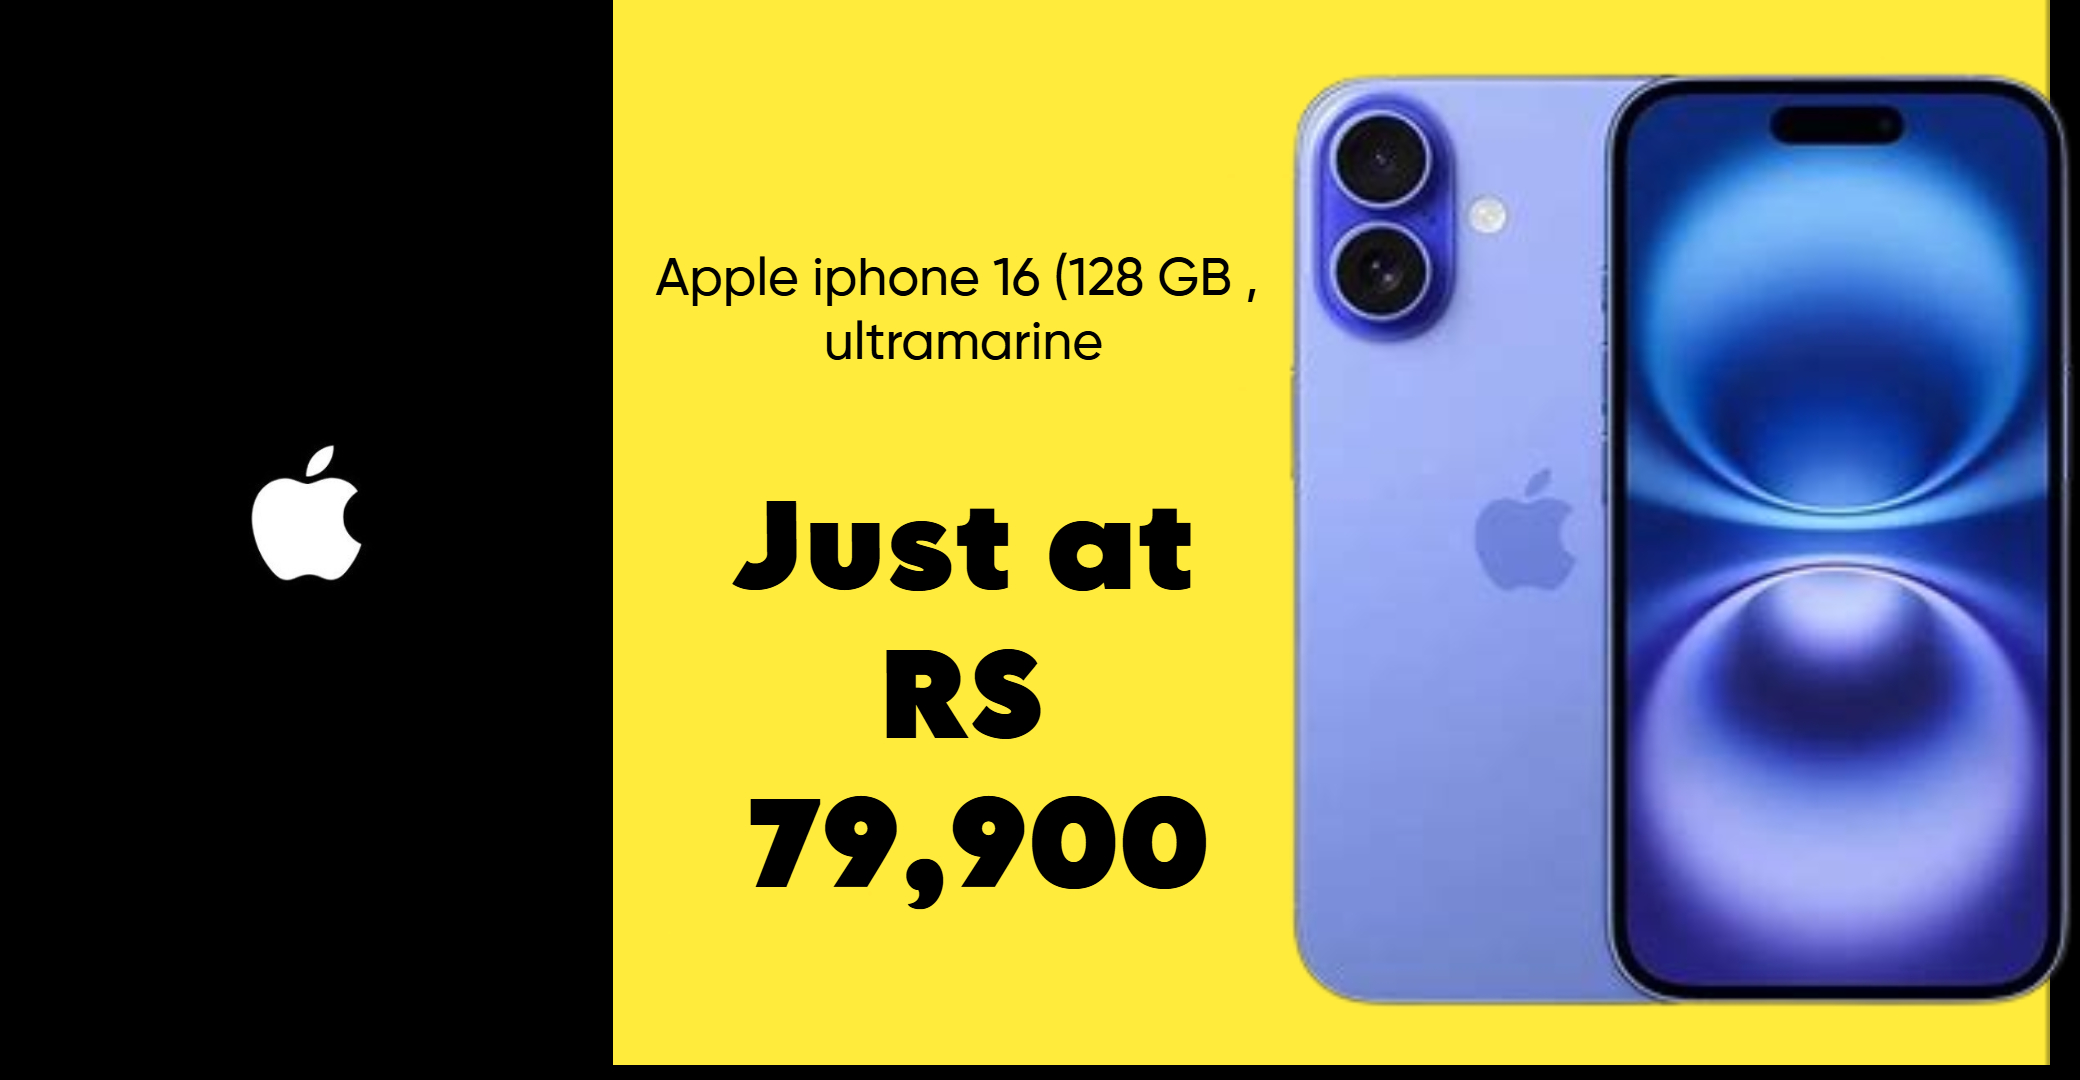 Apple iphone 16 (128 GB ,
ultramarine
Just at
RS
79,900